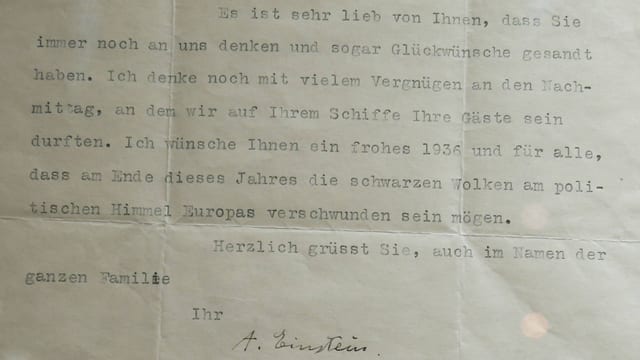 Es ist sehr lieb von Ihnen, dass Sie
immer noch an uns denken und sogar Glückwünsche gesandt
haben. Ich denke noch mit vielem Vergnügen an den Nach-
mittag, an dem wir auf Ihrem Schiffe Ihre Gäste sein
durften. Ich wünsche Ihnen ein frohes 1936 und für alle,
dass am Ende dieses Jahres die schwarzen Wolken am poli-
tischen Himmel Europas verschwunden sein mögen.
Herzlich grüsst Sie, auch im Namen der
ganzen Familie
Ihr
A. Einstein.